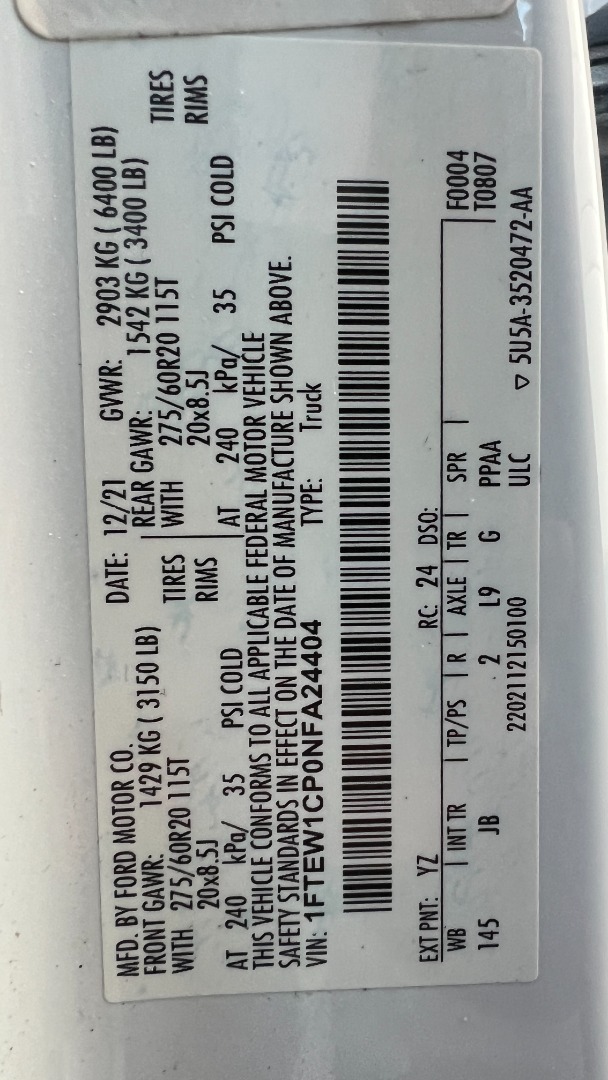 MFD. BY FORD MOTOR CO.
DATE: 12/21 GVWR: 2903 KG ( 6400 LB)
FRONT GAWR: 1429 KG ( 3150 LB)
REAR GAWR: 1542 KG ( 3400 LB)
WITH 275/60R20 115T TIRES
WITH 275/60R20 115T TIRES
20x8.5J RIMS
20x8.5J RIMS
AT 240 kPa/ 35 PSI COLD
AT 240 kPa/ 35 PSI COLD
THIS VEHICLE CONFORMS TO ALL APPLICABLE FEDERAL MOTOR VEHICLE
SAFETY STANDARDS IN EFFECT ON THE DATE OF MANUFACTURE SHOWN ABOVE.
VIN: 1FTEW1CP0NFA24404 TYPE: Truck
EXT PNT: YZ RC: 24 DSO:
WB INT TR TP/PS R AXLE TR SPR F0004
145 JB 2 L9 G PPAA T0807
2202112150100 ULC ▽ 5U5A-3520472-AA